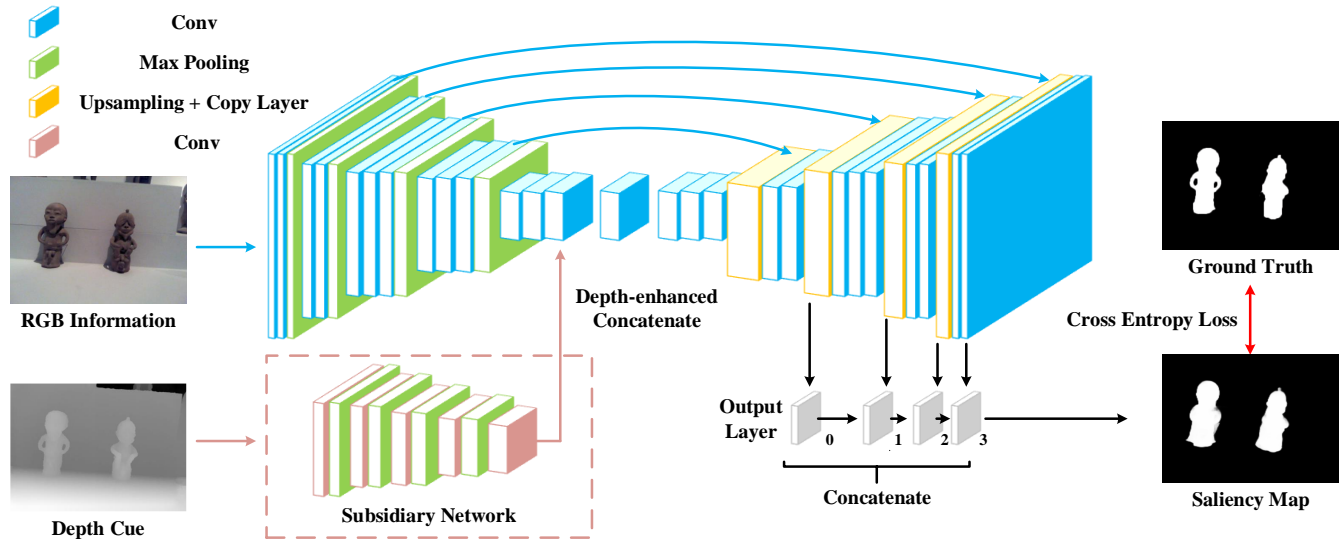 Conv
Max Pooling
Upsampling + Copy Layer
Conv
RGB Information
Depth-enhanced
Concatenate
Ground Truth
Cross Entropy Loss
Output
Layer
0
1
2
3
Concatenate
Subsidiary Network
Depth Cue
Saliency Map